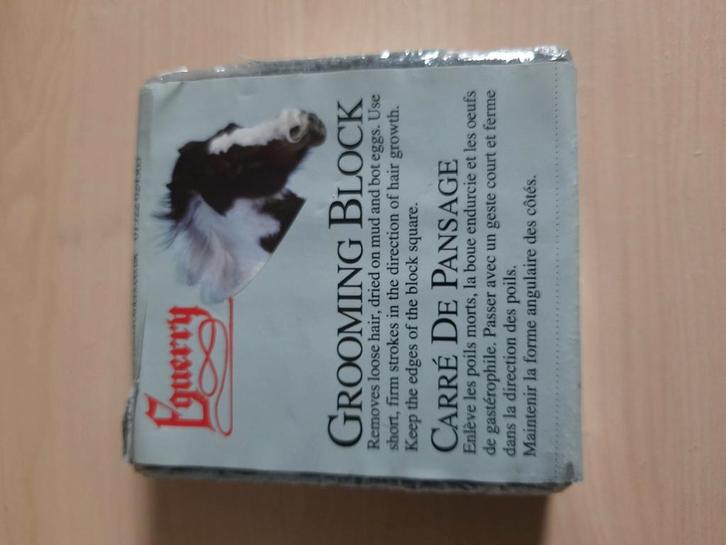 Equerry
GROOMING BLOCK
Removes loose hair, dried on mud and bot eggs. Use
short, firm strokes in the direction of hair growth.
Keep the edges of the block square.
CARRÉ DE PANSAGE
Enlève les poils morts, la boue endurcie et les oeufs
de gastérophile. Passer avec un geste court et ferme
dans la direction des poils.
Maintenir la forme angulaire des côtés.